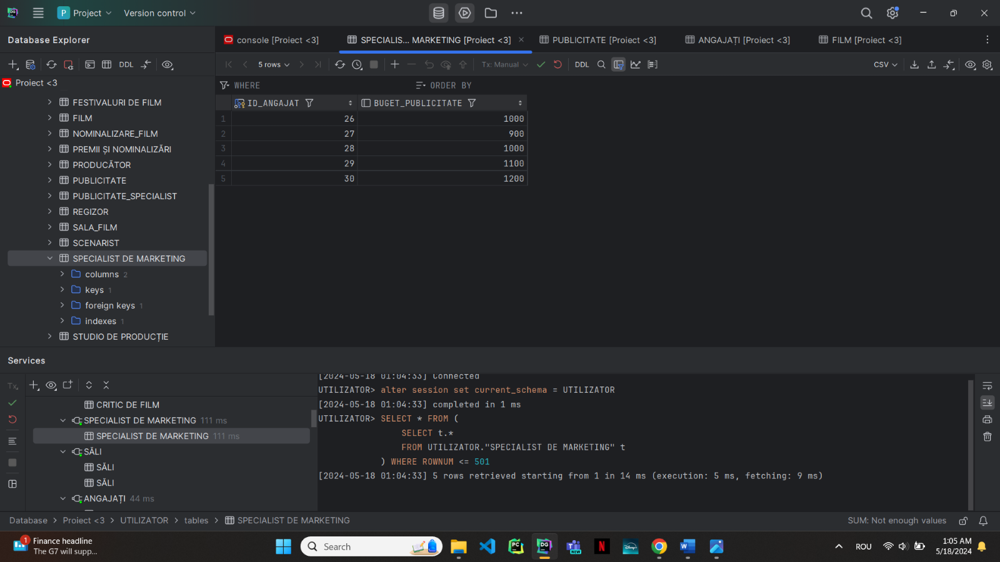 Project
Version control
Database Explorer
console [Proiect <3]
SPECIALIS... MARKETING [Proiect <3]
PUBLICITATE [Proiect <3]
ANGAJAȚI [Proiect <3]
FILM [Proiect <3]
DDL
5 rows
Tx: Manual
DDL
CSV
Proiect <3
WHERE
ORDER BY
FESTIVALURI DE FILM
FILM
NOMINALIZARE_FILM
PREMII ȘI NOMINALIZĂRI
PRODUCĂTOR
PUBLICITATE
PUBLICITATE_SPECIALIST
REGIZOR
SALA_FILM
SCENARIST
SPECIALIST DE MARKETING
columns 2
keys 1
foreign keys 1
indexes 1
STUDIO DE PRODUCȚIE
ID_ANGAJAT BUGET_PUBLICITATE
1 26 1000
2 27 900
3 28 1000
4 29 1100
5 30 1200
Services
Tx
CRITIC DE FILM
SPECIALIST DE MARKETING 111 ms
SPECIALIST DE MARKETING 111 ms
SĂLI
SĂLI
SĂLI
ANGAJAȚI 44 ms
[2024-05-18 01:04:33] Connected
UTILIZATOR> alter session set current_schema = UTILIZATOR
[2024-05-18 01:04:33] completed in 1 ms
UTILIZATOR> SELECT * FROM (
SELECT t.*
FROM UTILIZATOR."SPECIALIST DE MARKETING" t
) WHERE ROWNUM <= 501
[2024-05-18 01:04:33] 5 rows retrieved starting from 1 in 14 ms (execution: 5 ms, fetching: 9 ms)
Database > Proiect <3 > UTILIZATOR > tables > SPECIALIST DE MARKETING
SUM: Not enough values
1
Finance headline
The G7 will supp...
Search
ROU
1:05 AM
5/18/2024